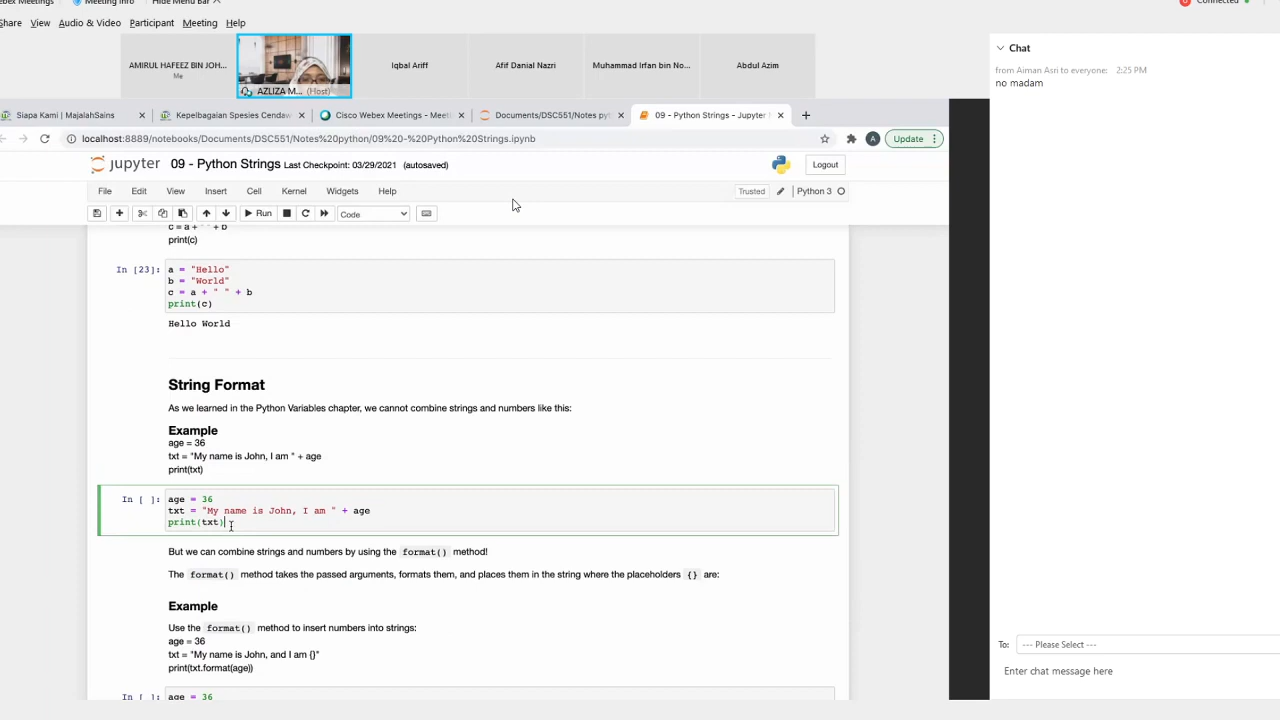 ebex Meetings Meeting Info Hide Menu Bar Connected
Share View Audio & Video Participant Meeting Help
AMIRUL HAFEEZ BIN JOH...
Me
AZLIZA M... (Host)
Iqbal Ariff
Afif Danial Nazri
Muhammad Irfan bin No...
Abdul Azim
Siapa Kami | MajalahSains
Kepelbagaian Spesies Cendaw
Cisco Webex Meetings - Meet
Documents/DSC551/Notes pyt
09 - Python Strings - Jupyter
localhost:8889/notebooks/Documents/DSC551/Notes%20python/09%20-%20Python%20Strings.ipynb
A Update
jupyter 09 - Python Strings Last Checkpoint: 03/29/2021 (autosaved)
Logout
File Edit View Insert Cell Kernel Widgets Help
Trusted Python 3
Run Code
c = a + " " + b
print(c)
In [23]: a = "Hello"
b = "World"
c = a + " " + b
print(c)
Hello World
String Format
As we learned in the Python Variables chapter, we cannot combine strings and numbers like this:
Example
age = 36
txt = "My name is John, I am " + age
print(txt)
In [ ]: age = 36
txt = "My name is John, I am " + age
print(txt)
But we can combine strings and numbers by using the format() method!
The format() method takes the passed arguments, formats them, and places them in the string where the placeholders {} are:
Example
Use the format() method to insert numbers into strings:
age = 36
txt = "My name is John, and I am {}"
print(txt.format(age))
In [ ]: age = 36
Chat
from Aiman Asri to everyone: 2:25 PM
no madam
To: --- Please Select ---
Enter chat message here